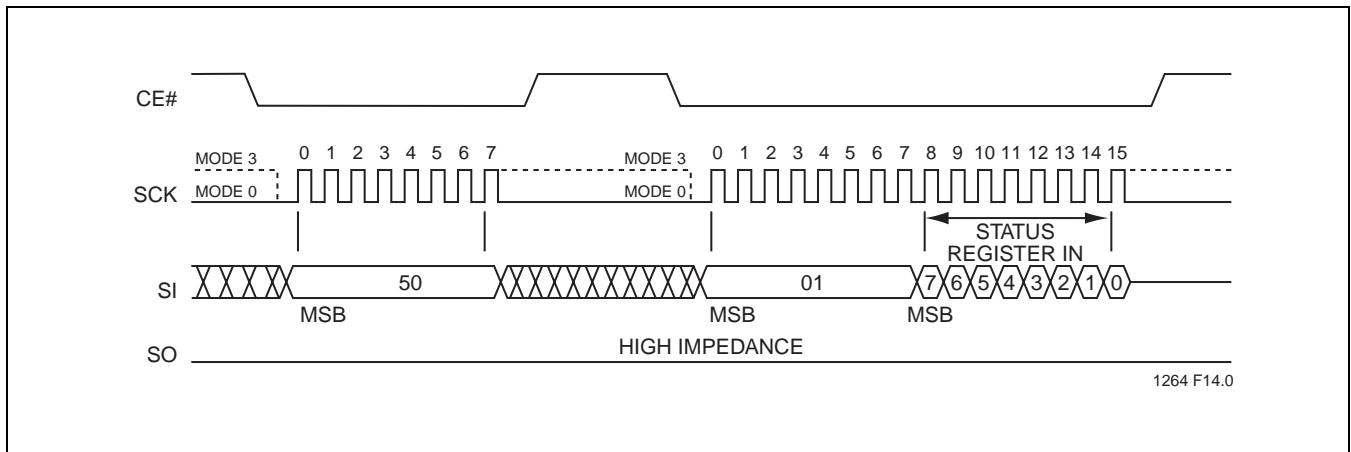 CE#
MODE 3 0 1 2 3 4 5 6 7 MODE 3 0 1 2 3 4 5 6 7 8 9 10 11 12 13 14 15
SCK MODE 0 MODE 0
STATUS
REGISTER IN
SI 50 01 7 6 5 4 3 2 1 0
MSB MSB MSB
SO HIGH IMPEDANCE
1264 F14.0